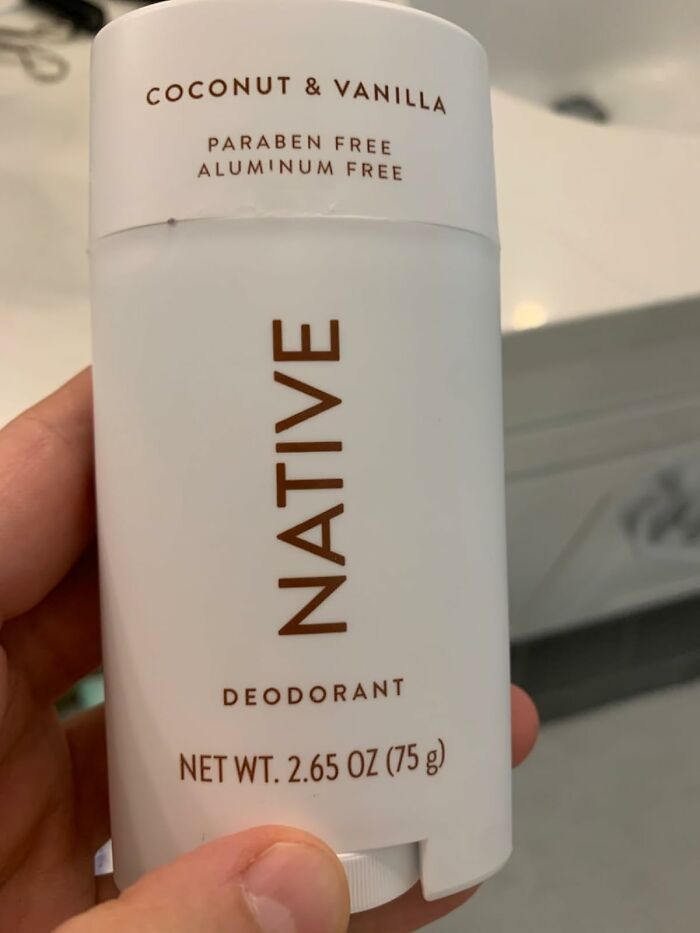 COCONUT & VANILLA
PARABEN FREE
ALUMINUM FREE
NATIVE
DEODORANT
NET WT. 2.65 OZ (75 g)